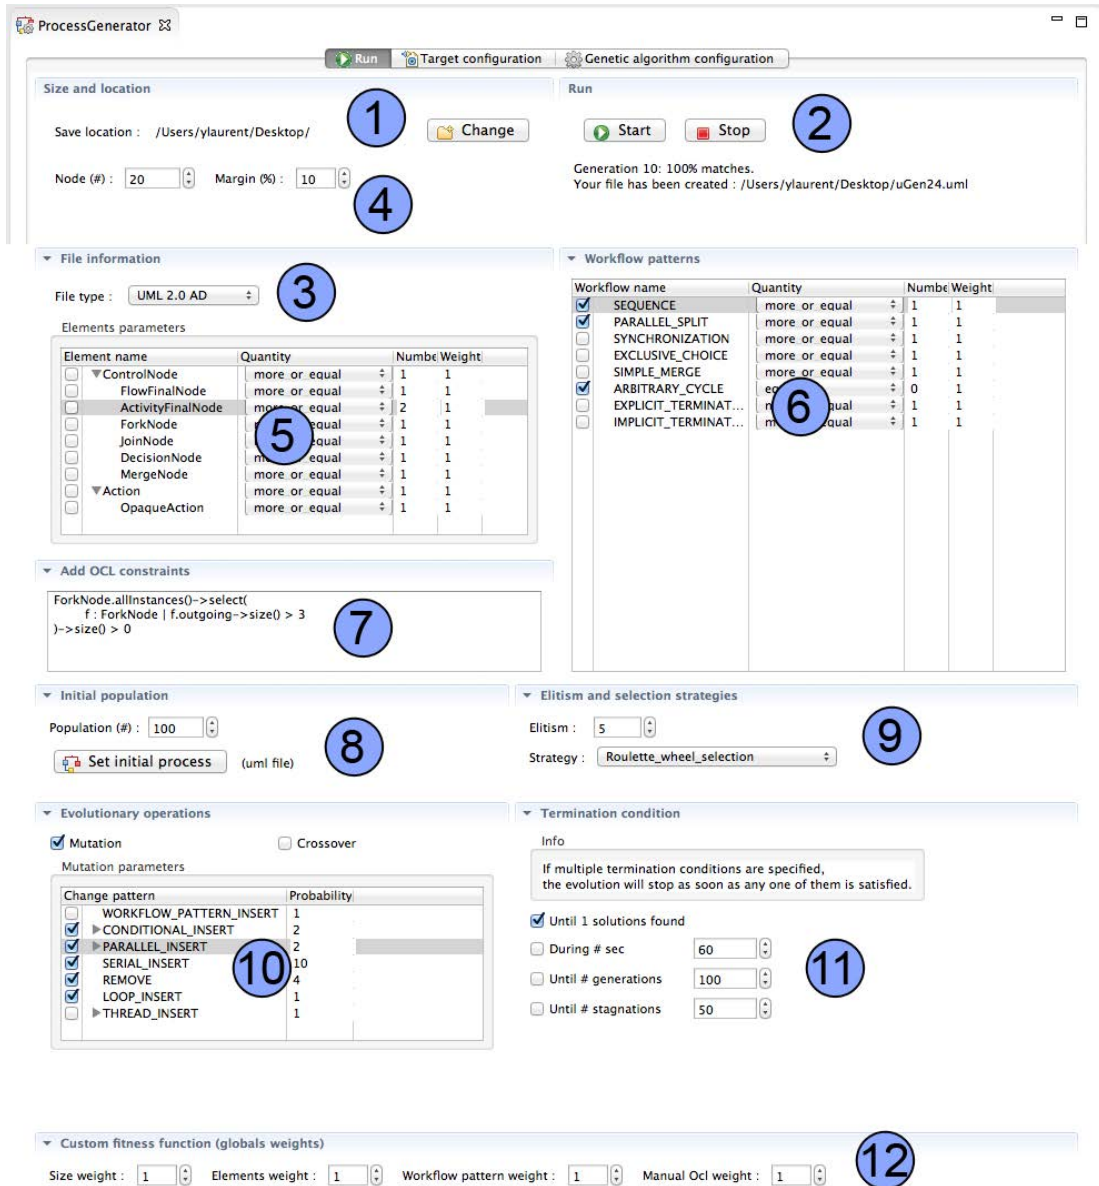 ProcessGenerator
Run
Target configuration
Genetic algorithm configuration
Size and location
1
Save location : /Users/ylaurent/Desktop/
Change
Node (#) : 20
Margin (%) : 10
4
Run
2
Start
Stop
Generation 10: 100% matches.
Your file has been created : /Users/ylaurent/Desktop/uGen24.uml
File information
3
File type : UML 2.0 AD
Elements parameters
Element name Quantity Numbe Weight
ControlNode more or equal 1 1
FlowFinalNode more or equal 1 1
ActivityFinalNode more or equal 2 1
ForkNode equal 1 1
JoinNode equal 1 1
DecisionNode equal 1 1
MergeNode more or equal 1 1
Action more or equal 1 1
OpaqueAction more or equal 1 1
5
Workflow patterns
Workflow name Quantity Numbe Weight
SEQUENCE more or equal 1 1
PARALLEL_SPLIT more or equal 1 1
SYNCHRONIZATION more or equal 1 1
EXCLUSIVE_CHOICE more or equal 1 1
SIMPLE_MERGE more or equal 1 1
ARBITRARY_CYCLE 0 1
EXPLICIT_TERMINAT... 1 1
IMPLICIT_TERMINAT... 1 1
6
Add OCL constraints
ForkNode.allInstances()->select(
f : ForkNode | f.outgoing->size() > 3
)->size() > 0
7
Initial population
Population (#) : 100
8
Set initial process (uml file)
Elitism and selection strategies
Elitism : 5
9
Strategy : Roulette_wheel_selection
Evolutionary operations
Mutation
Crossover
Mutation parameters
Change pattern Probability
WORKFLOW_PATTERN_INSERT 1
CONDITIONAL_INSERT 2
PARALLEL_INSERT 2
SERIAL_INSERT 10
REMOVE 4
LOOP_INSERT 1
THREAD_INSERT 1
10
Termination condition
Info
If multiple termination conditions are specified,
the evolution will stop as soon as any one of them is satisfied.
Until 1 solutions found
During # sec 60
Until # generations 100
Until # stagnations 50
11
Custom fitness function (globals weights)
12
Size weight : 1 Elements weight : 1 Workflow pattern weight : 1 Manual Ocl weight : 1